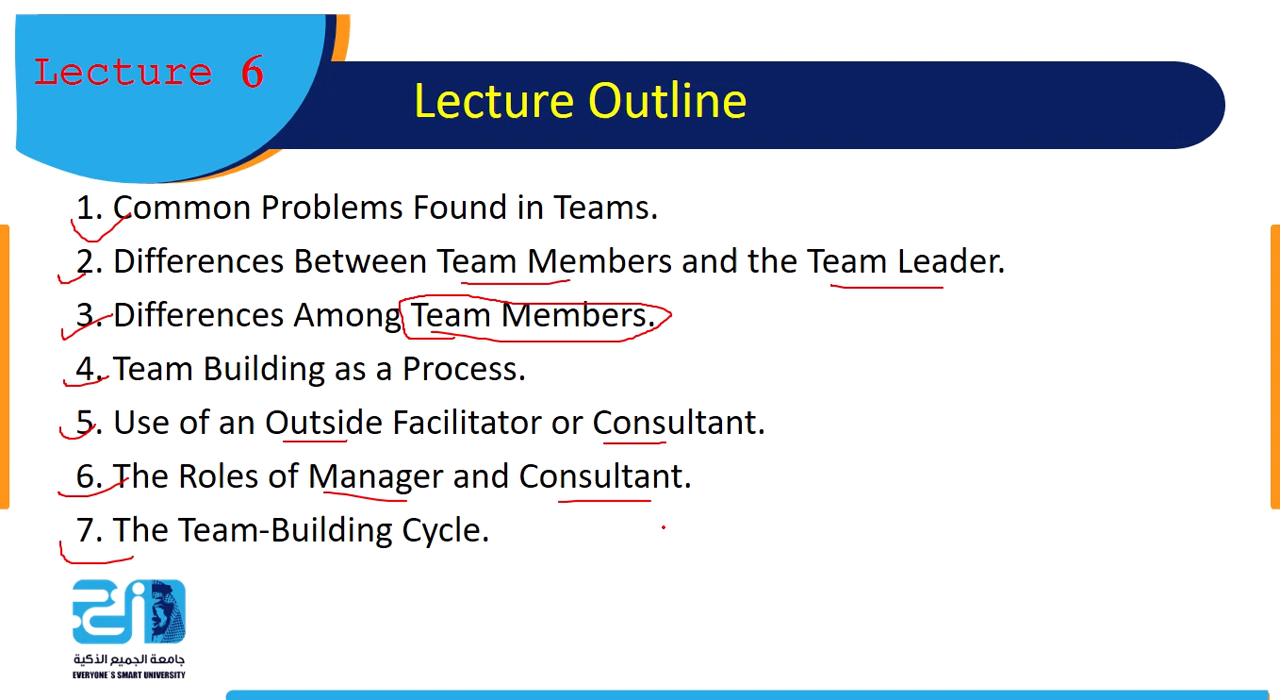 Lecture 6
Lecture Outline
1. Common Problems Found in Teams.
2. Differences Between Team Members and the Team Leader.
3. Differences Among Team Members.
4. Team Building as a Process.
5. Use of an Outside Facilitator or Consultant.
6. The Roles of Manager and Consultant.
7. The Team-Building Cycle.
جامعة الجميع الذكية
EVERYONE`S SMART UNIVERSITY